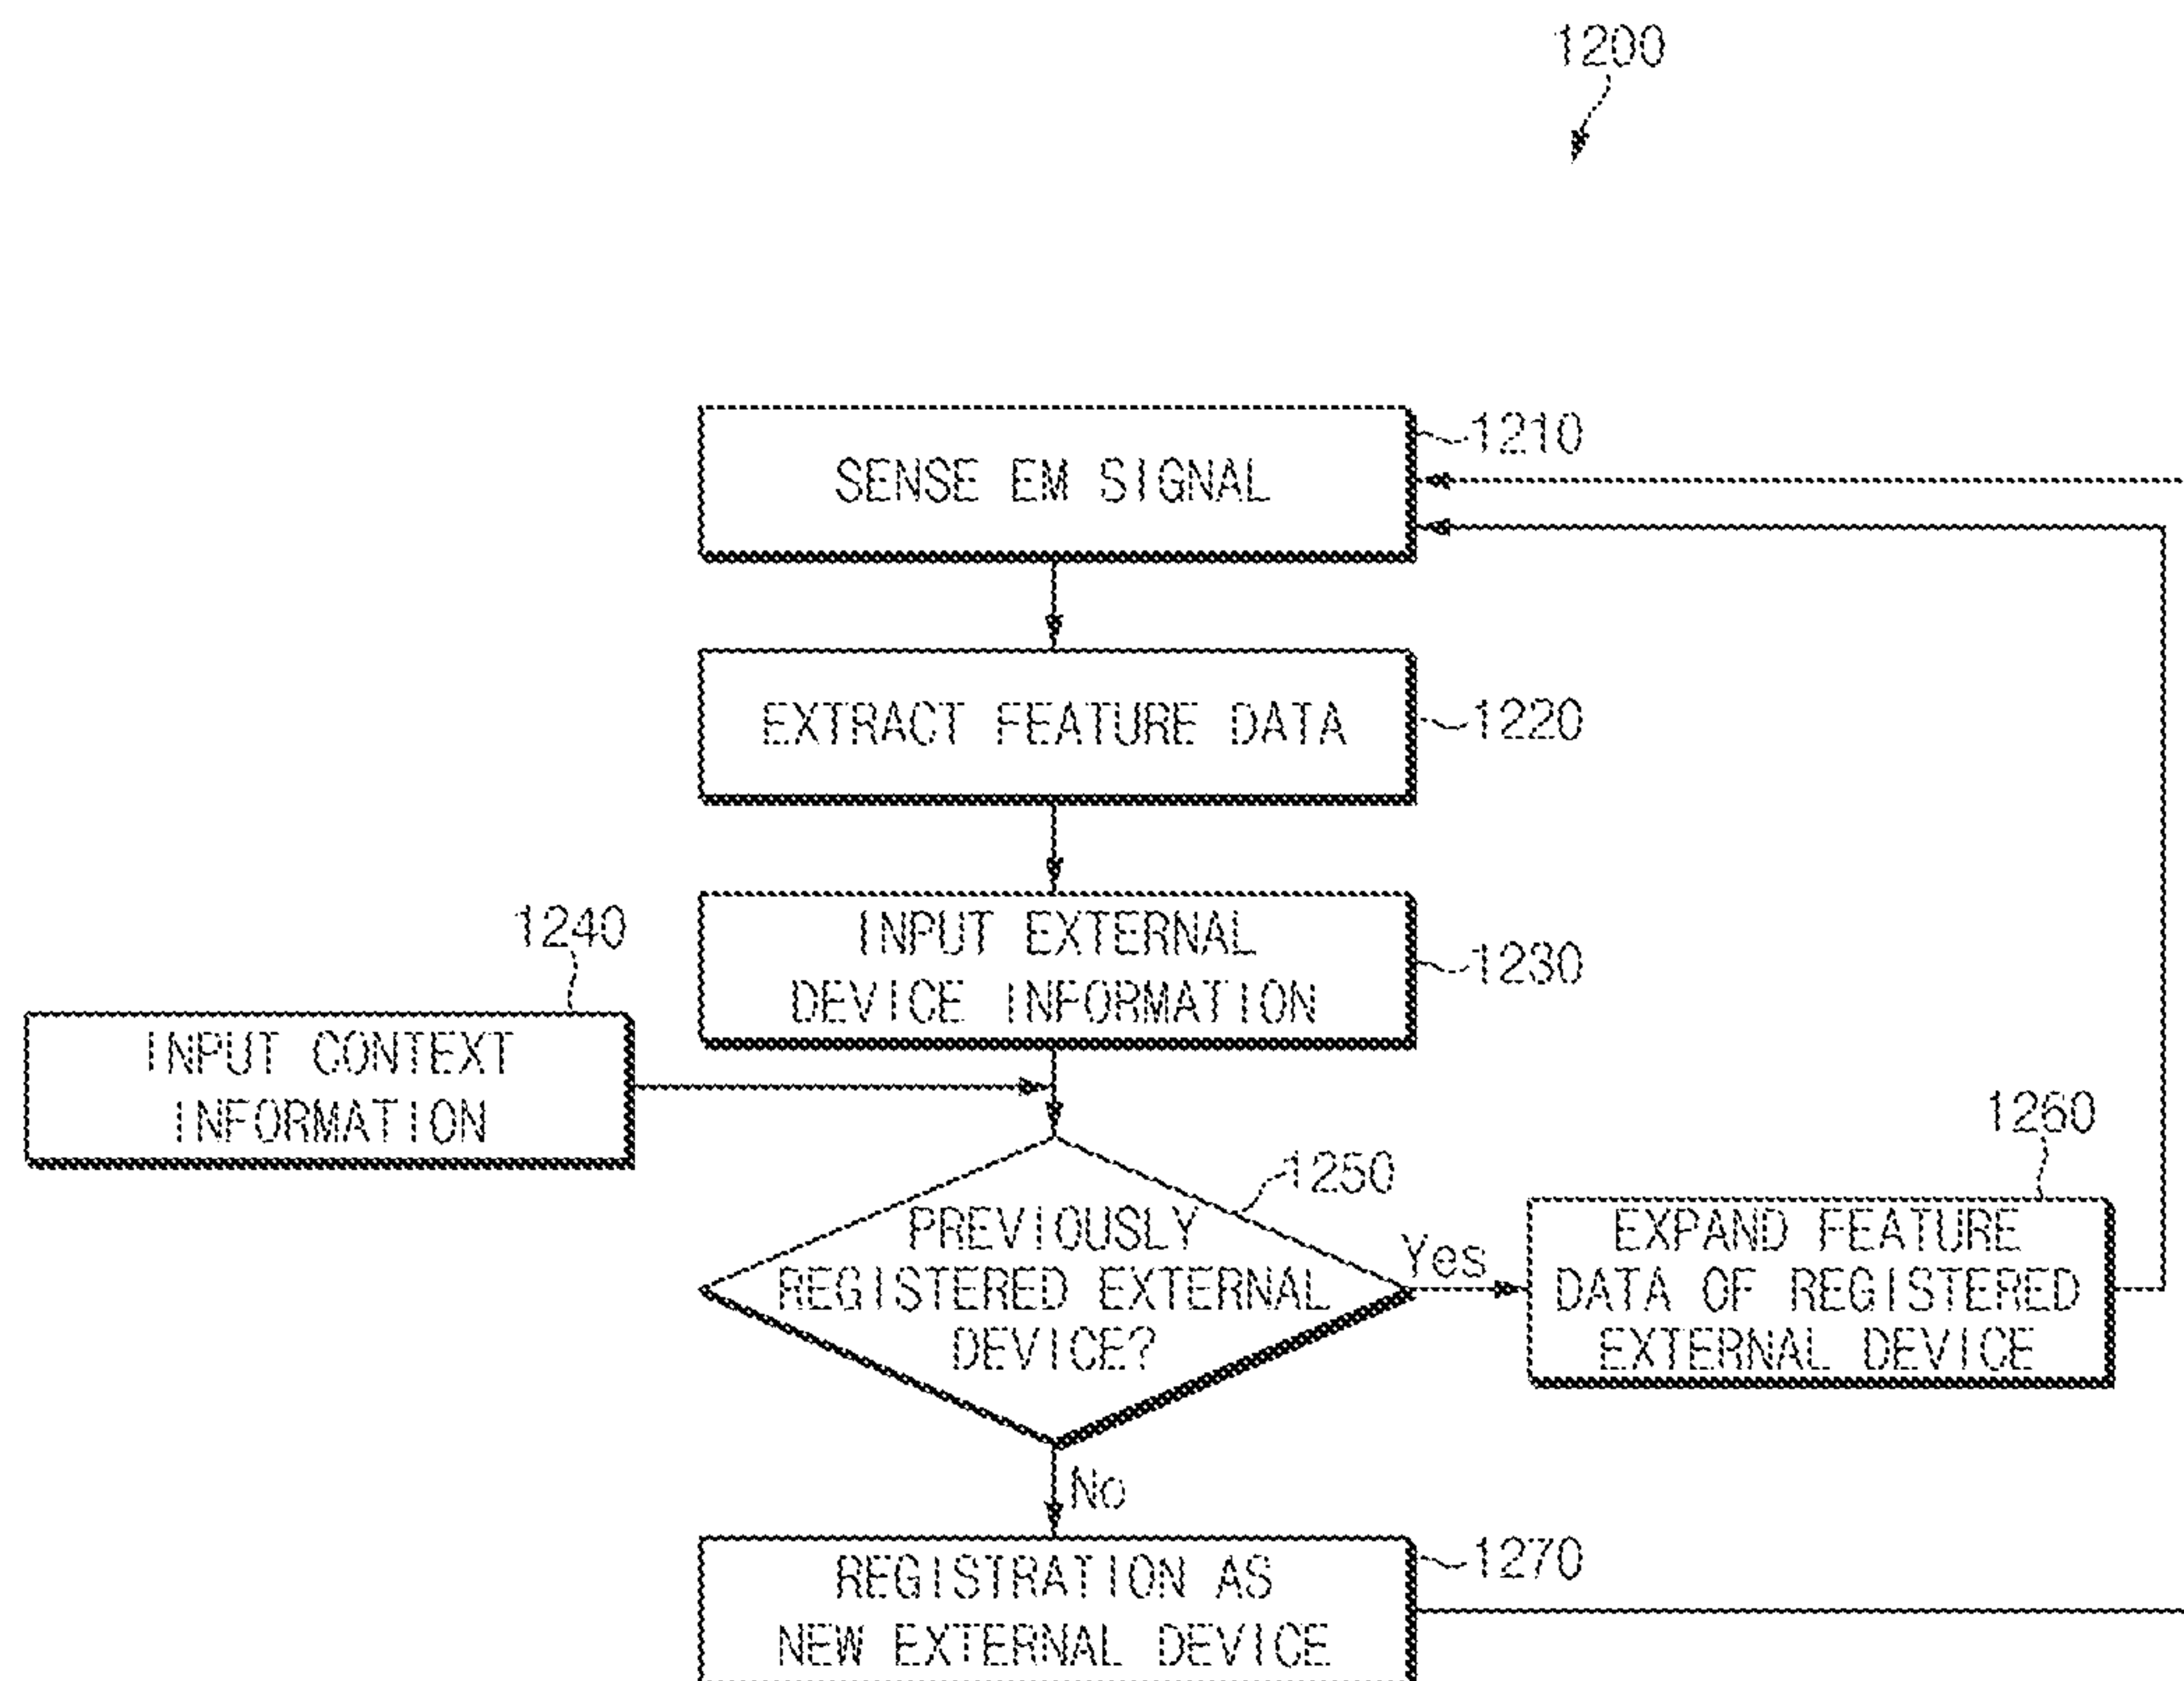 1200
1210
SENSE EM SIGNAL
EXTRACT FEATURE DATA
1220
1240
INPUT EXTERNAL
DEVICE INFORMATION
1230
INPUT CONTEXT
INFORMATION
1250
PREVIOUSLY
REGISTERED EXTERNAL
DEVICE?
Yes
1260
EXPAND FEATURE
DATA OF REGISTERED
EXTERNAL DEVICE
No
1270
REGISTRATION AS
NEW EXTERNAL DEVICE